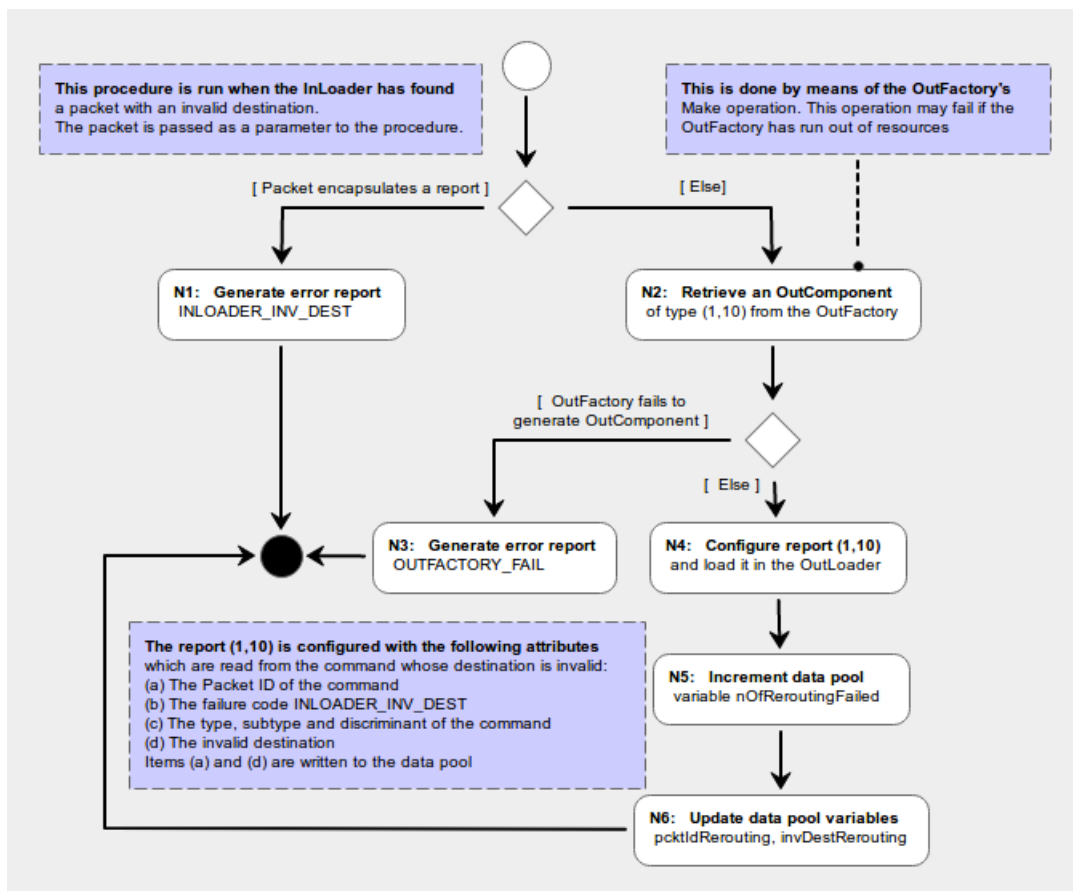 This procedure is run when the InLoader has found
a packet with an invalid destination.
The packet is passed as a parameter to the procedure.
This is done by means of the OutFactory's
Make operation. This operation may fail if the
OutFactory has run out of resources
[ Packet encapsulates a report ]
[ Else]
N1: Generate error report
INLOADER_INV_DEST
N2: Retrieve an OutComponent
of type (1,10) from the OutFactory
[ OutFactory fails to
generate OutComponent ]
[ Else ]
N3: Generate error report
OUTFACTORY_FAIL
N4: Configure report (1,10)
and load it in the OutLoader
The report (1,10) is configured with the following attributes
which are read from the command whose destination is invalid:
(a) The Packet ID of the command
(b) The failure code INLOADER_INV_DEST
(c) The type, subtype and discriminant of the command
(d) The invalid destination
Items (a) and (d) are written to the data pool
N5: Increment data pool
variable nOfReroutingFailed
N6: Update data pool variables
pcktIdRerouting, invDestRerouting